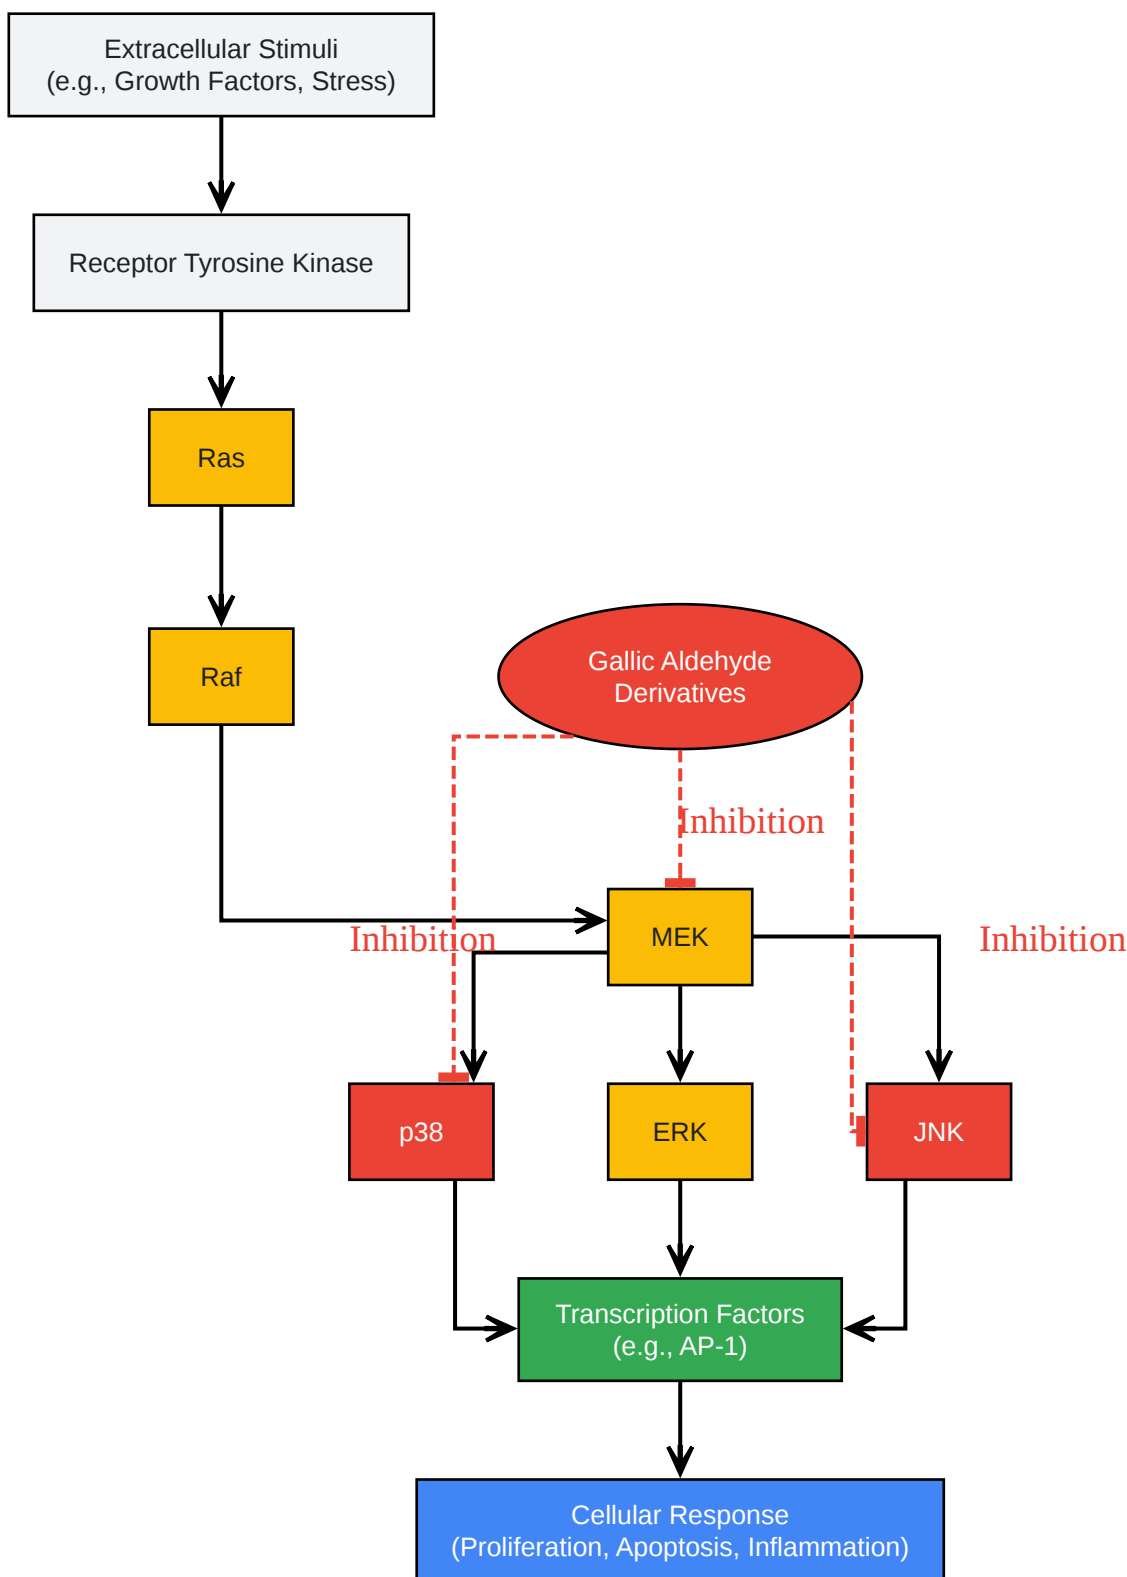 Extracellular Stimuli
(e.g., Growth Factors, Stress)
Receptor Tyrosine Kinase
Ras
Raf
Gallic Aldehyde
Derivatives
Inhibition
Inhibition
MEK
Inhibition
p38
ERK
JNK
Transcription Factors
(e.g., AP-1)
Cellular Response
(Proliferation, Apoptosis, Inflammation)